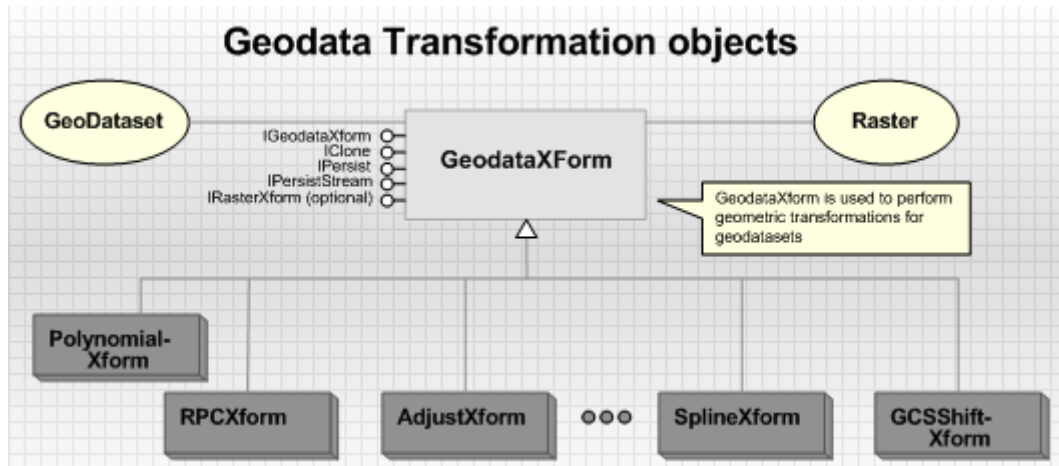 Geodata Transformation objects
GeoDataset
IGeodataXform
IClone
IPersist
IPersistStream
IRasterXform (optional)
GeodataXForm
Raster
GeodataXform is used to perform
geometric transformations for
geodatasets
Polynomial-
Xform
RPCXform
AdjustXform
SplineXform
GCSShift-
Xform